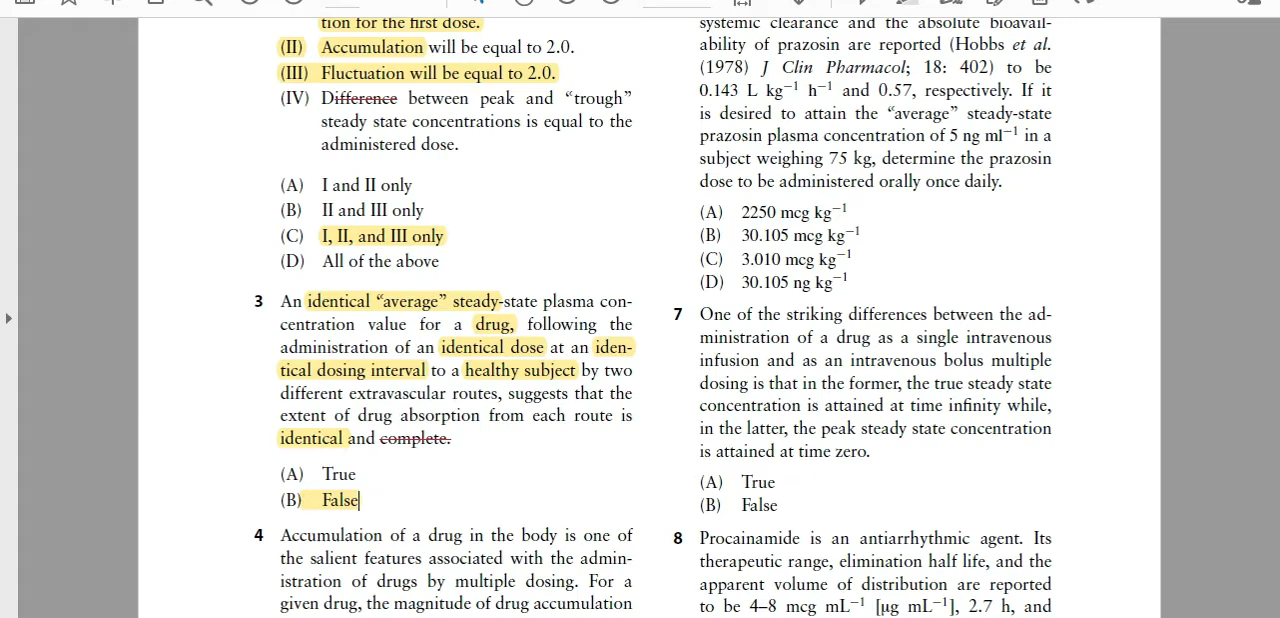 tion for the first dose.
(II) Accumulation will be equal to 2.0.
(III) Fluctuation will be equal to 2.0.
(IV) Difference between peak and “trough”
steady state concentrations is equal to the
administered dose.
(A) I and II only
(B) II and III only
(C) I, II, and III only
(D) All of the above
3 An identical “average” steady-state plasma con-
centration value for a drug, following the
administration of an identical dose at an iden-
tical dosing interval to a healthy subject by two
different extravascular routes, suggests that the
extent of drug absorption from each route is
identical and complete.
(A) True
(B) False
4 Accumulation of a drug in the body is one of
the salient features associated with the admin-
istration of drugs by multiple dosing. For a
given drug, the magnitude of drug accumulation
systemic clearance and the absolute bioavail-
ability of prazosin are reported (Hobbs et al.
(1978) J Clin Pharmacol; 18: 402) to be
0.143 L kg⁻¹ h⁻¹ and 0.57, respectively. If it
is desired to attain the “average” steady-state
prazosin plasma concentration of 5 ng ml⁻¹ in a
subject weighing 75 kg, determine the prazosin
dose to be administered orally once daily.
(A) 2250 mcg kg⁻¹
(B) 30.105 mcg kg⁻¹
(C) 3.010 mcg kg⁻¹
(D) 30.105 ng kg⁻¹
7 One of the striking differences between the ad-
ministration of a drug as a single intravenous
infusion and as an intravenous bolus multiple
dosing is that in the former, the true steady state
concentration is attained at time infinity while,
in the latter, the peak steady state concentration
is attained at time zero.
(A) True
(B) False
8 Procainamide is an antiarrhythmic agent. Its
therapeutic range, elimination half life, and the
apparent volume of distribution are reported
to be 4–8 mcg mL⁻¹ [μg mL⁻¹], 2.7 h, and